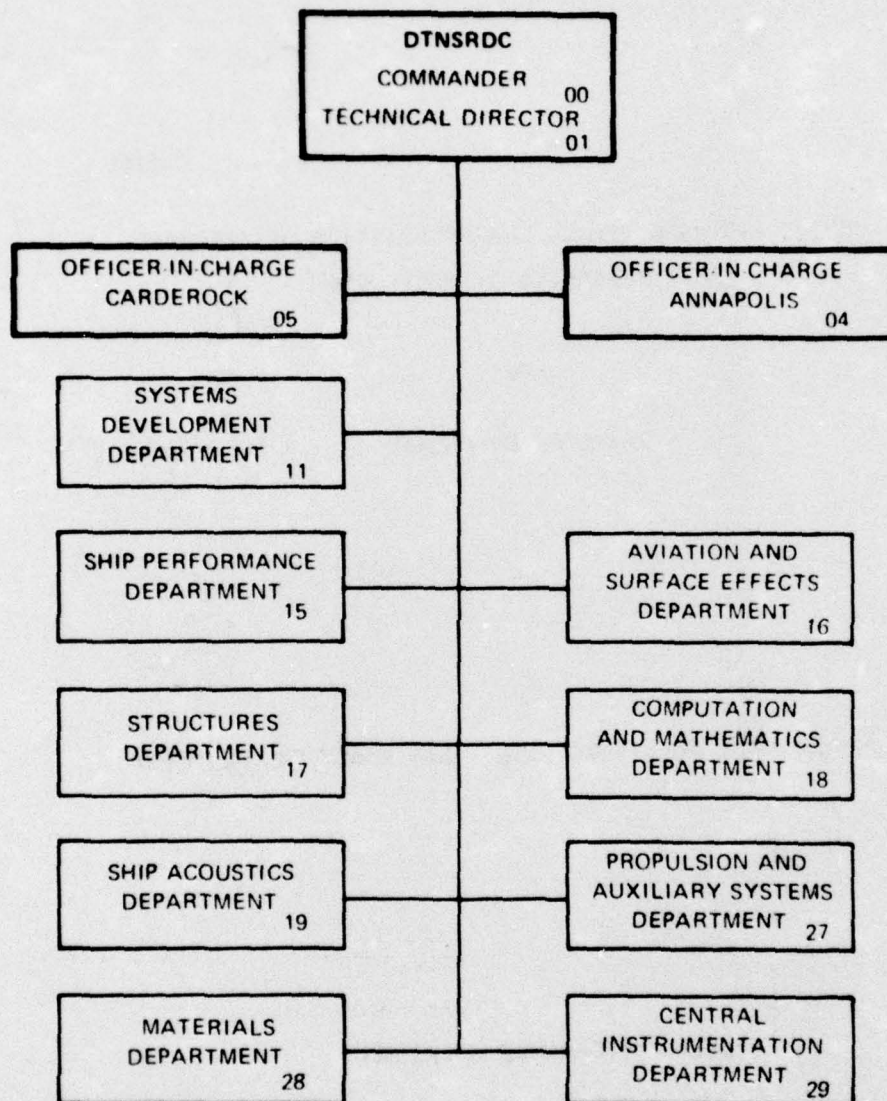 DTNSRDC
COMMANDER
00
TECHNICAL DIRECTOR
01
OFFICER-IN-CHARGE
CARDEROCK
05
OFFICER-IN-CHARGE
ANNAPOLIS
04
SYSTEMS
DEVELOPMENT
DEPARTMENT
11
SHIP PERFORMANCE
DEPARTMENT
15
AVIATION AND
SURFACE EFFECTS
DEPARTMENT
16
STRUCTURES
DEPARTMENT
17
COMPUTATION
AND MATHEMATICS
DEPARTMENT
18
SHIP ACOUSTICS
DEPARTMENT
19
PROPULSION AND
AUXILIARY SYSTEMS
DEPARTMENT
27
MATERIALS
DEPARTMENT
28
CENTRAL
INSTRUMENTATION
DEPARTMENT
29